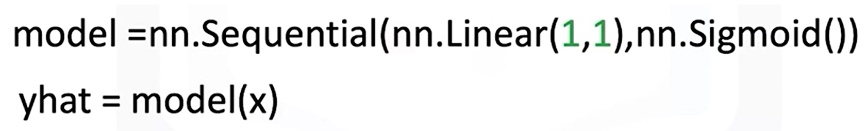 model =nn.Sequential(nn.Linear(1,1),nn.Sigmoid())
yhat = model(x)